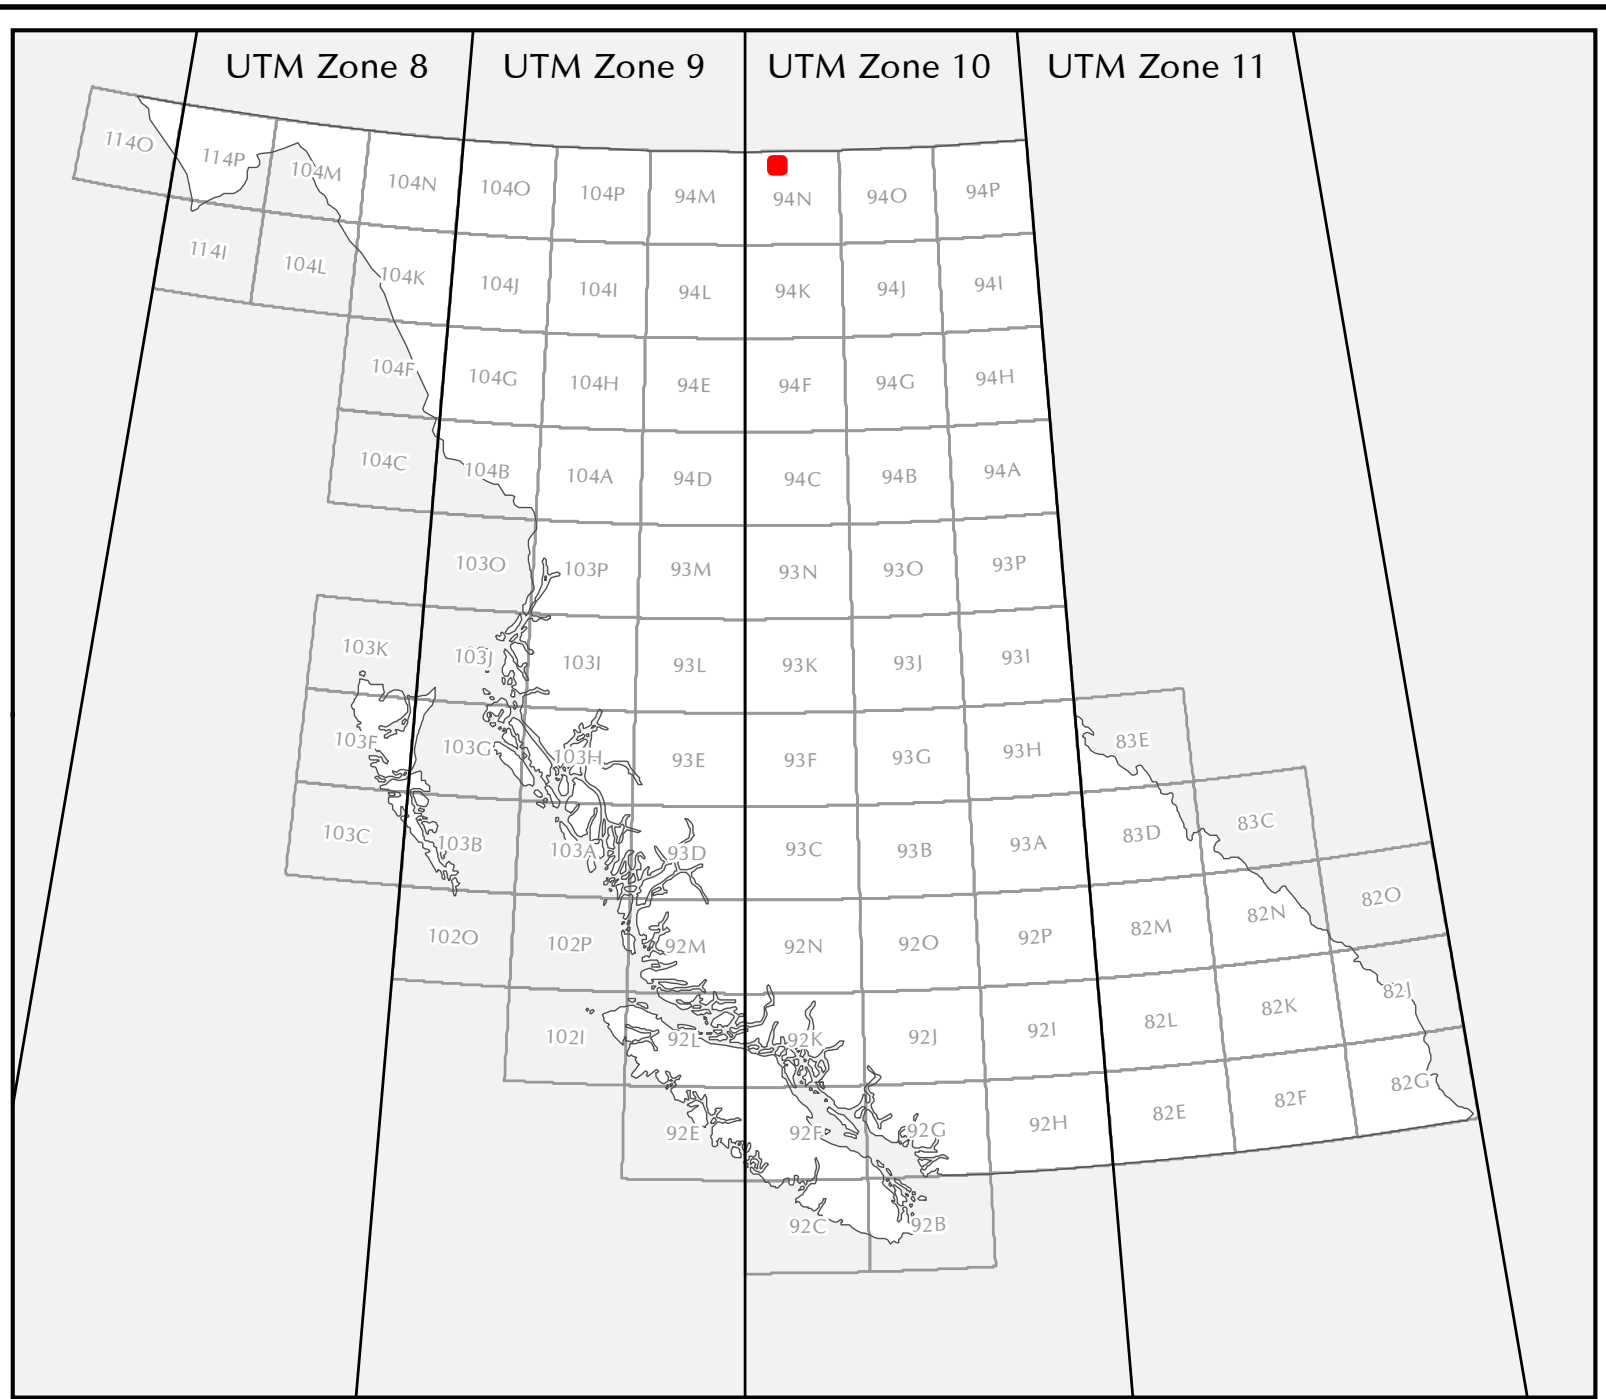 UTM Zone 8 UTM Zone 9 UTM Zone 10 UTM Zone 11
114O 114P 104M 104N 104O 104P 94M 94N 94O 94P
114I 104L 104K 104J 104I 94L 94K 94J 94I
104F 104G 104H 94E 94F 94G 94H
104C 104B 104A 94D 94C 94B 94A
103O 103P 93M 93N 93O 93P
103K 103J 103I 93L 93K 93J 93I
103F 103G 103H 93E 93F 93G 93H 83E
103C 103B 103A 93D 93C 93B 93A 83D 83C
102O 102P 92M 92N 92O 92P 82M 82N 82O
102I 92L 92K 92J 92I 82L 82K 82J
92E 92F 92G 92H 82E 82F 82G
92C 92B